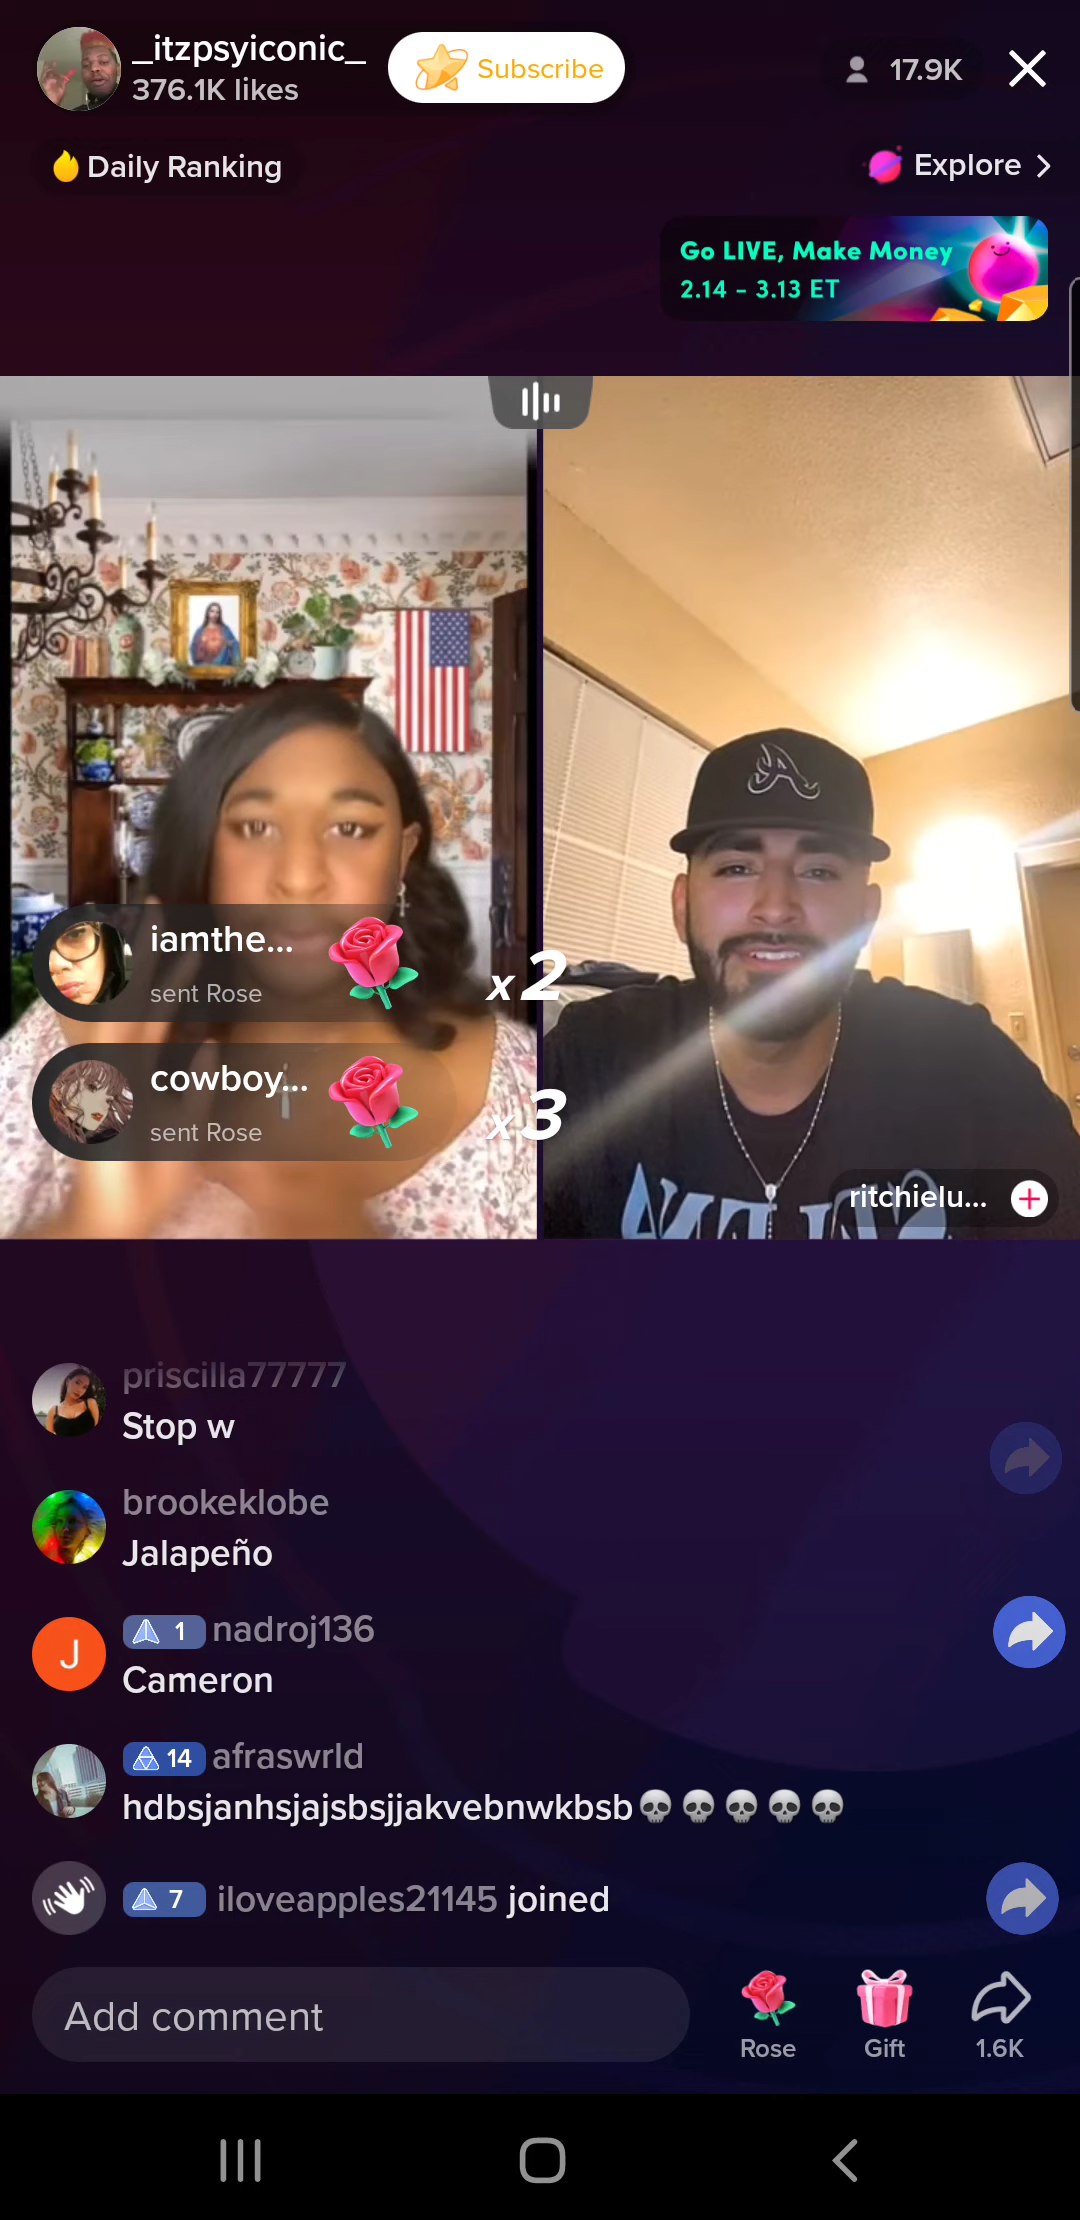 _itzpsyiconic_
376.1K likes
Subscribe
17.9K
Daily Ranking
Explore
Go LIVE, Make Money
2.14 - 3.13 ET
A
iamthe...
sent Rose
x2
cowboy...
sent Rose
x3
ritchielu...
priscilla77777
Stop w
brookeklobe
Jalapeño
J
1 nadroj136
Cameron
14 afraswrld
hdbsjanhsjajsbsjjakvebnwkbsb💀💀💀💀💀
7 iloveapples21145 joined
Add comment
Rose
Gift
1.6K